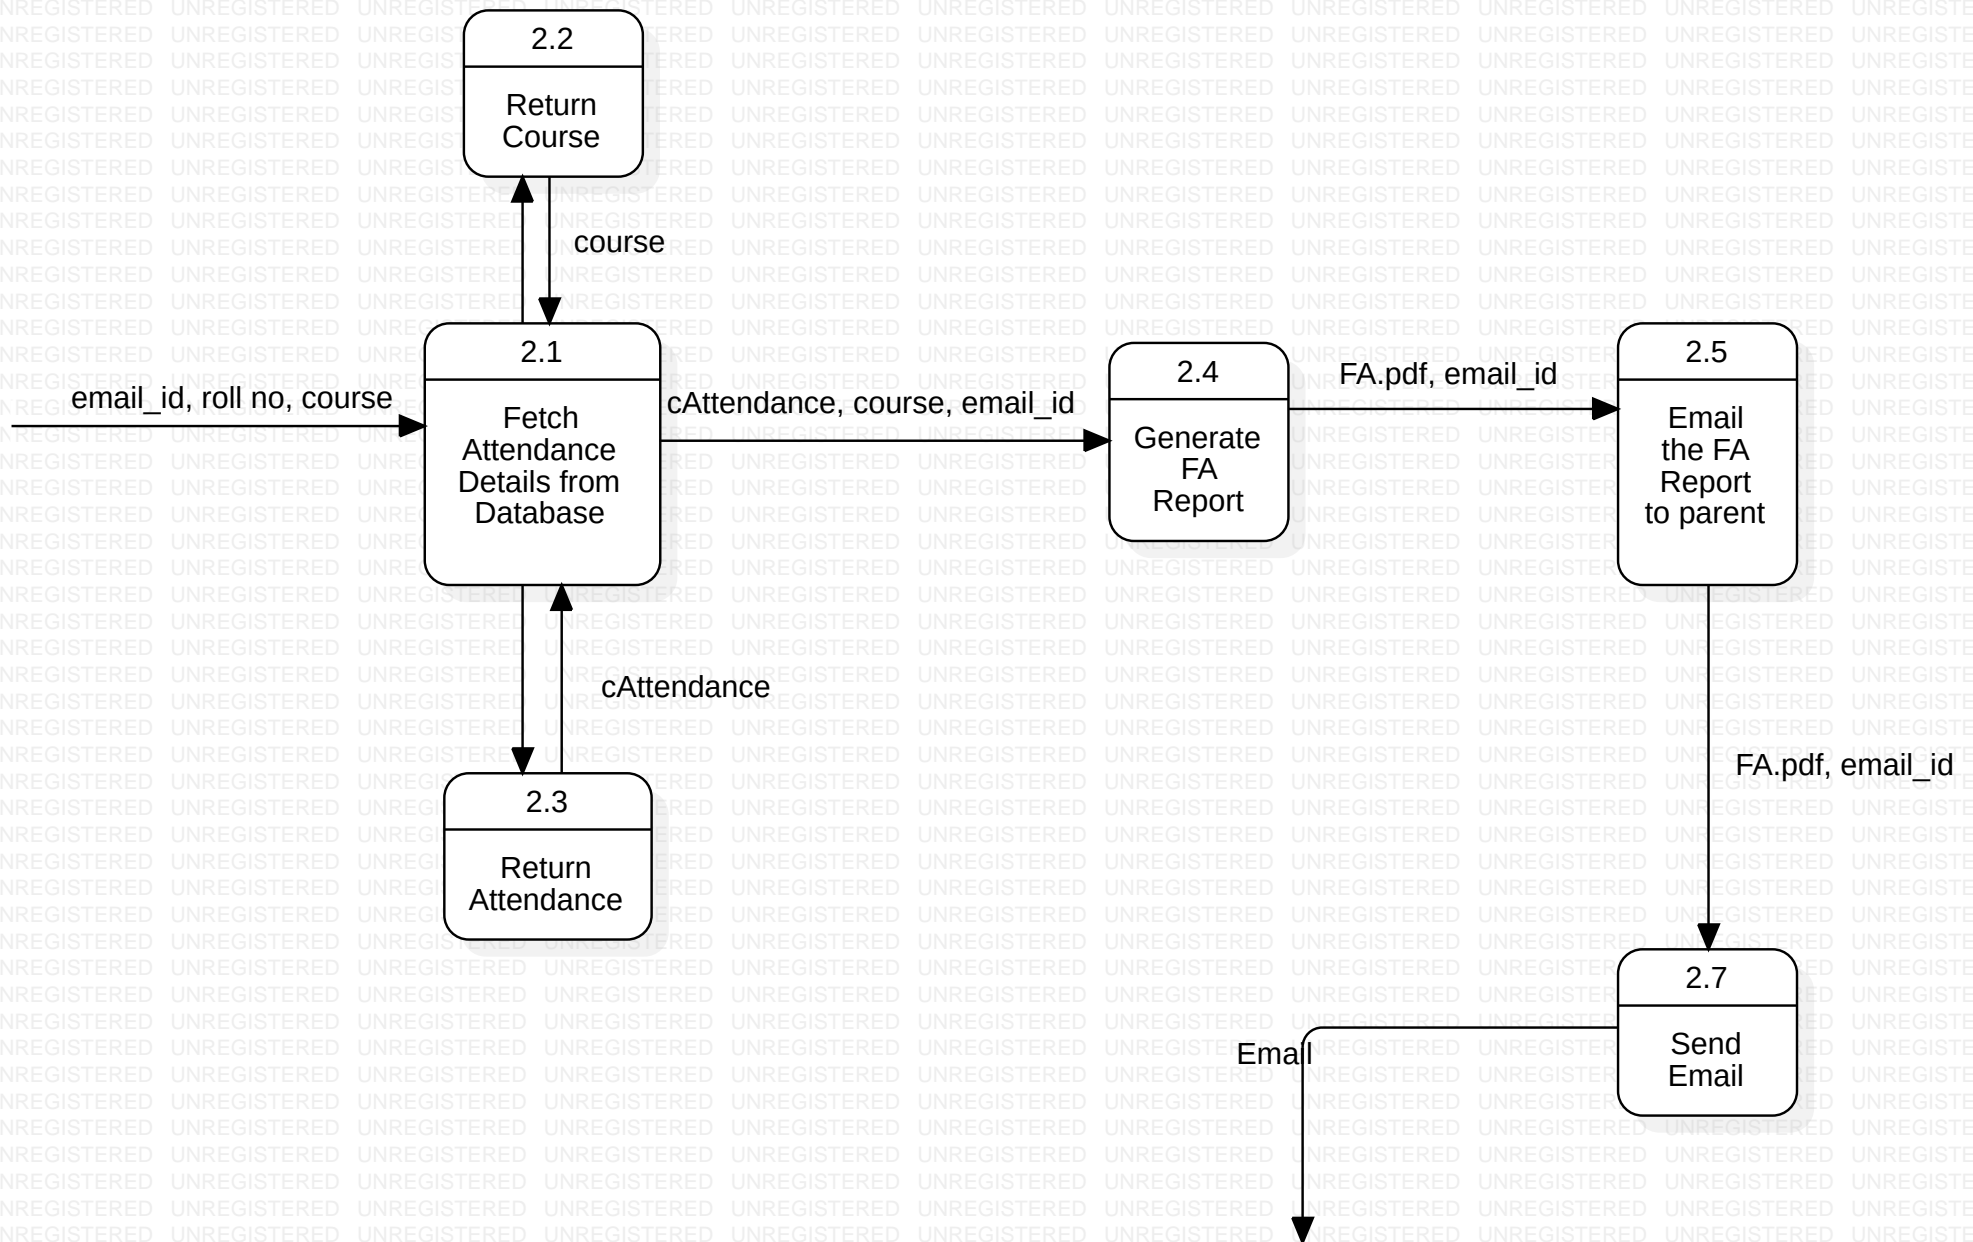 2.2
Return
Course
course
2.1
Fetch
Attendance
Details from
Database
email_id, roll no, course
cAttendance, course, email_id
2.4
Generate
FA
Report
FA.pdf, email_id
2.5
Email
the FA
Report
to parent
cAttendance
FA.pdf, email_id
2.3
Return
Attendance
2.7
Send
Email
Email
UNREGISTERED